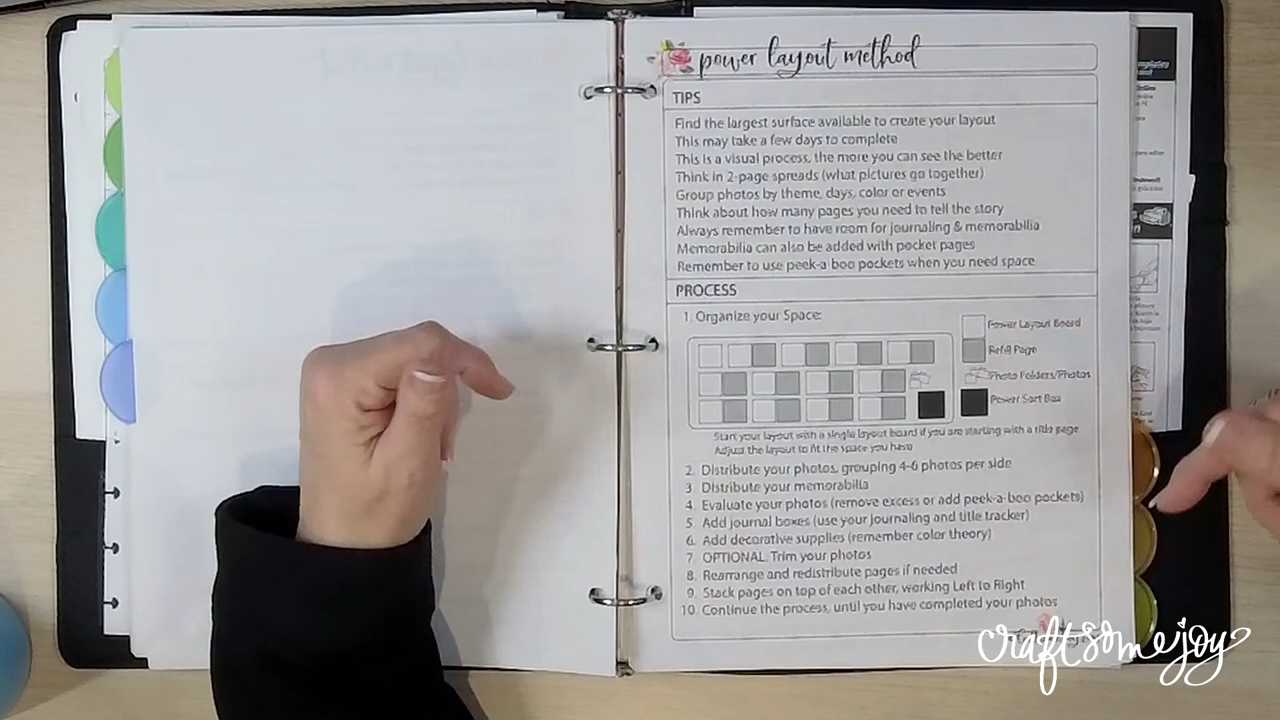 power layout method
TIPS
Find the largest surface available to create your layout
This may take a few days to complete
This is a visual process, the more you can see the better
Think in 2-page spreads (what pictures go together)
Group photos by theme, days, color or events
Think about how many pages you need to tell the story
Always remember to have room for journaling & memorabilia
Memorabilia can also be added with pocket pages
Remember to use peek-a-boo pockets when you need space
PROCESS
1. Organize your Space:
Power Layout Board
Refill Page
Photo Folders/Photos
Power Sort Box
Start your layout with a single layout board if you are starting with a title page
Adjust the layout to fit the space you have
2. Distribute your photos, grouping 4-6 photos per side
3. Distribute your memorabilia
4. Evaluate your photos (remove excess or add peek-a-boo pockets)
5. Add journal boxes (use your journaling and title tracker)
6. Add decorative supplies (remember color theory)
7. OPTIONAL: Trim your photos
8. Rearrange and redistribute pages if needed
9. Stack pages on top of each other, working Left to Right
10. Continue the process, until you have completed your photos
craftsomejoy